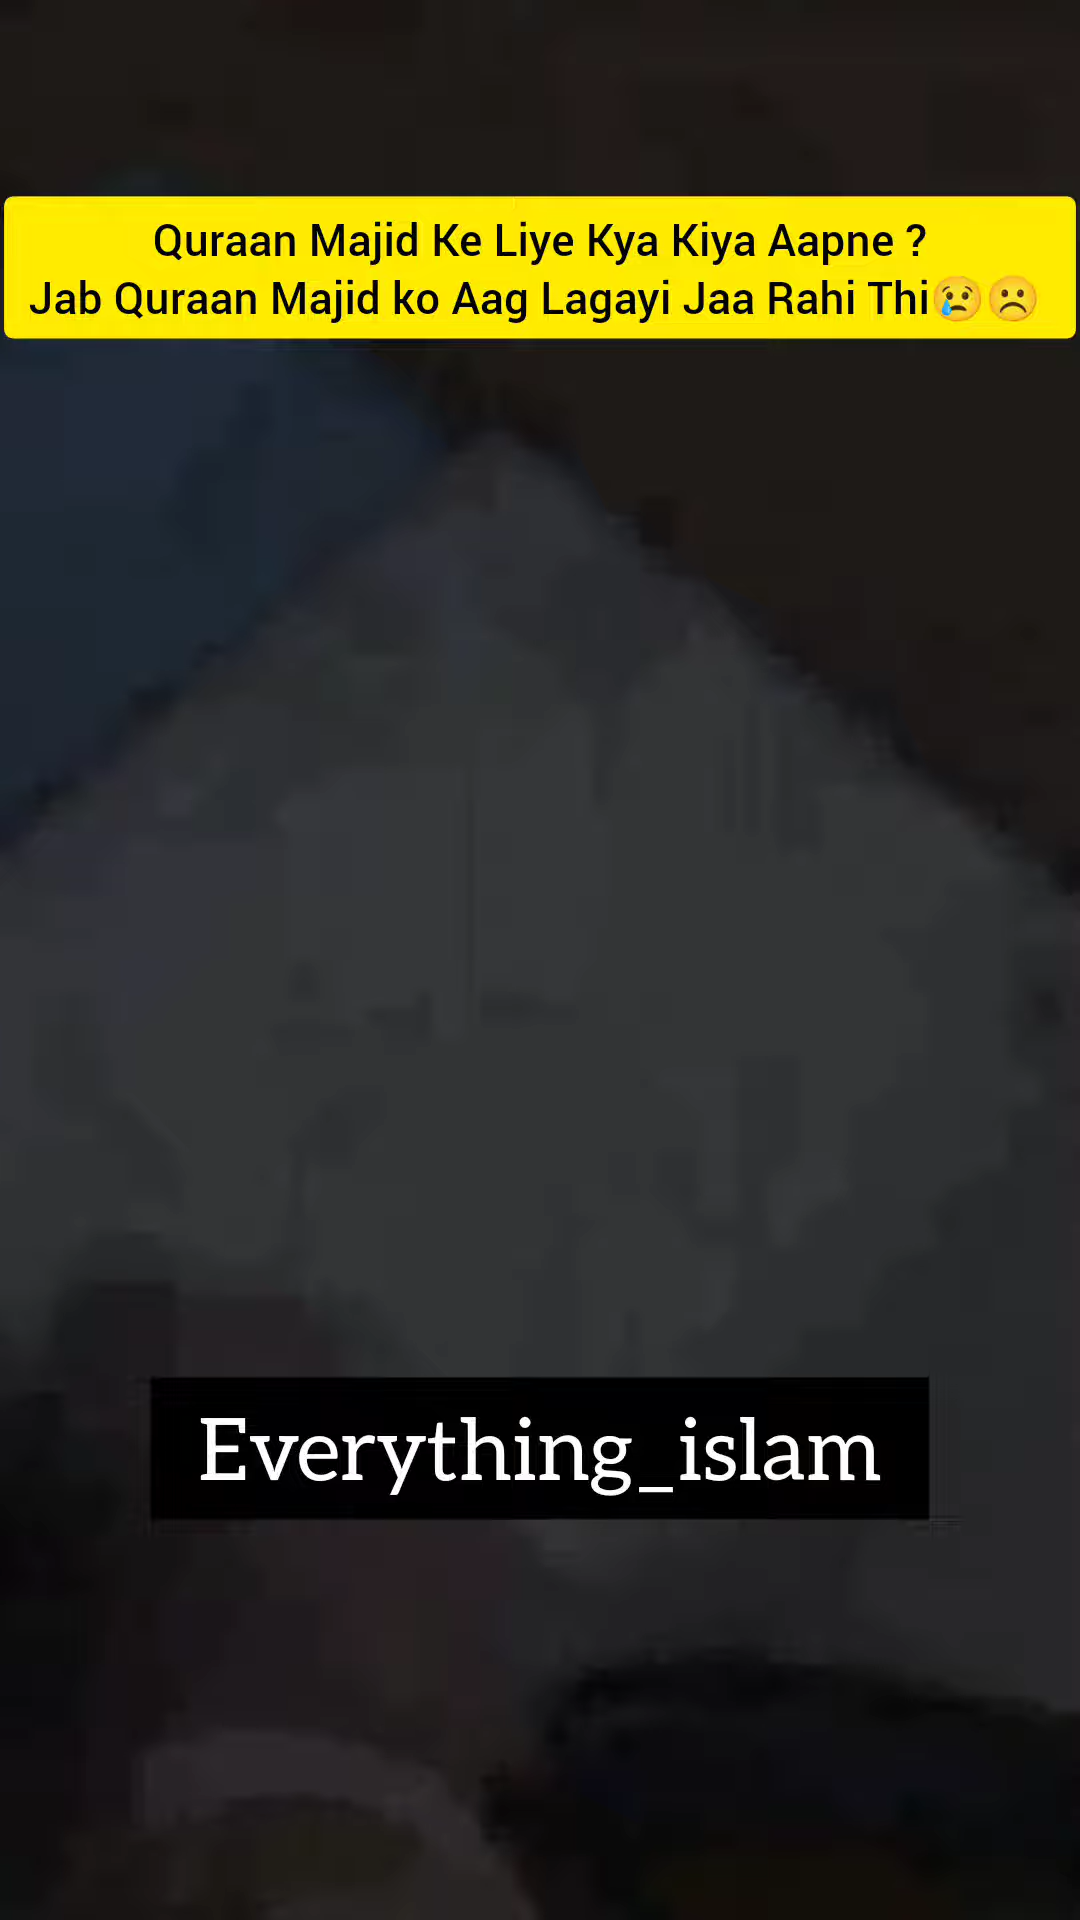 Quraan Majid Ke Liye Kya Kiya Aapne ?
Jab Quraan Majid ko Aag Lagayi Jaa Rahi Thi😢☹️
Everything_islam